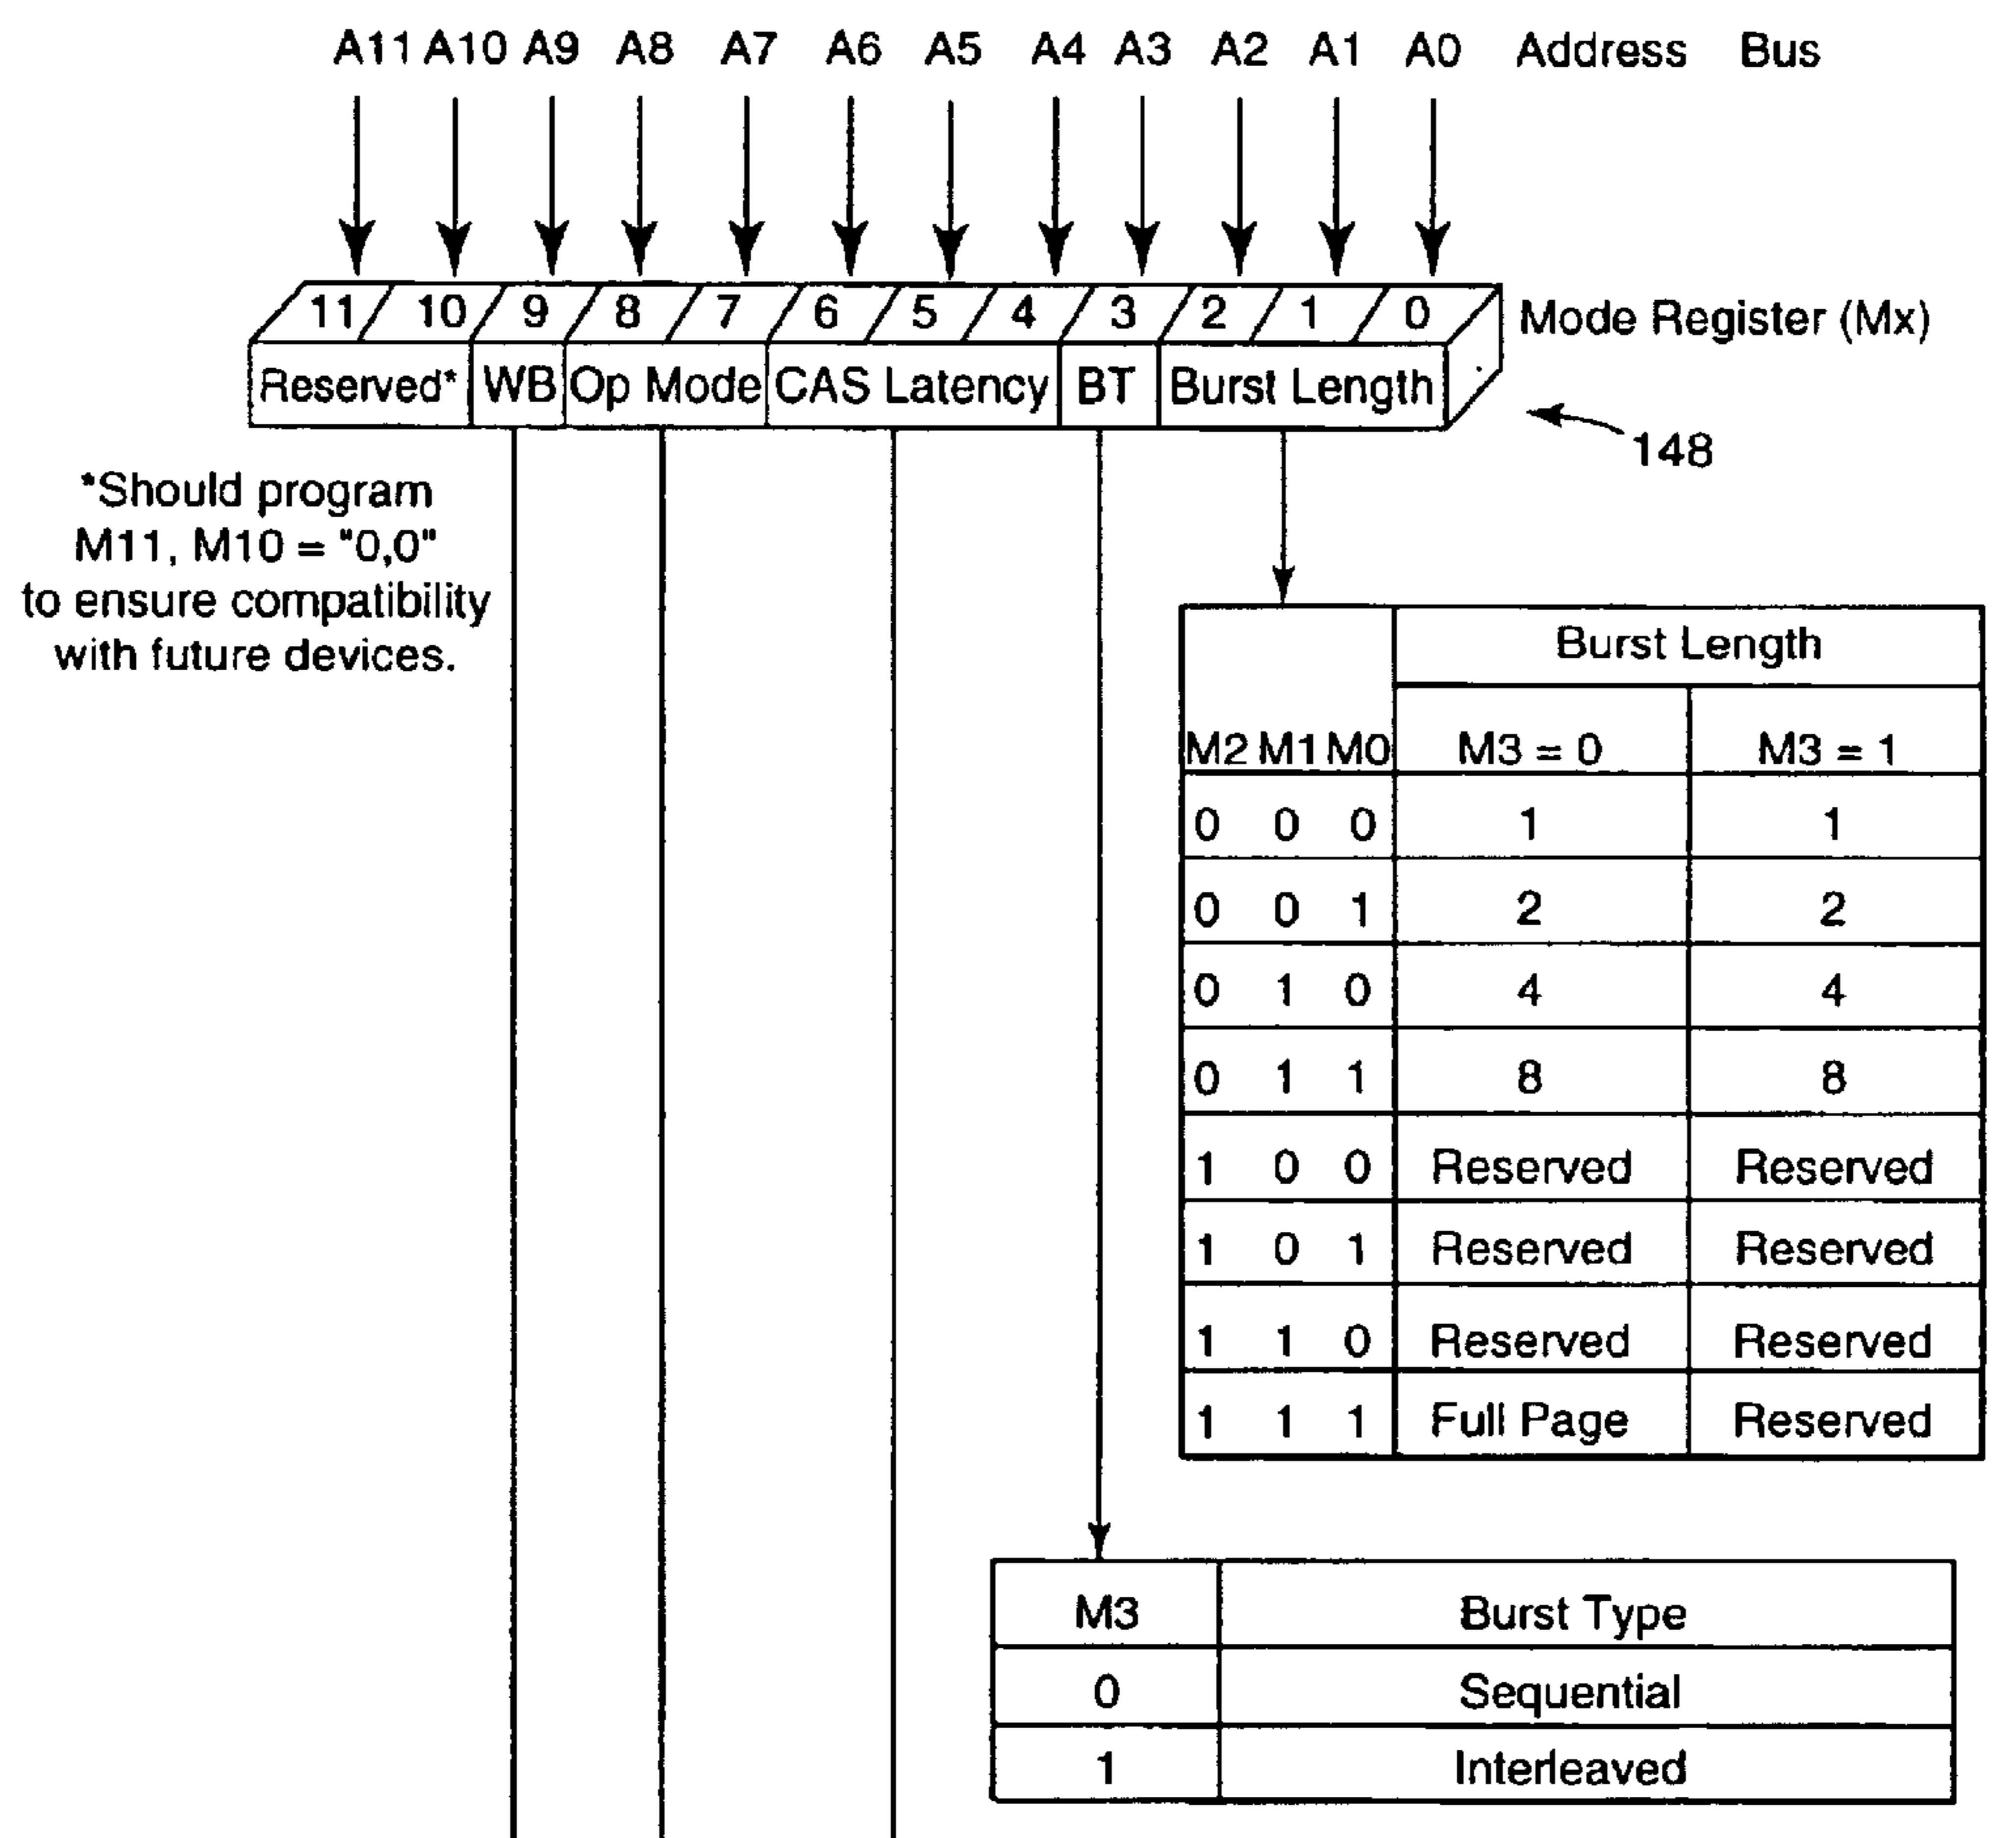 A11 A10 A9 A8 A7 A6 A5 A4 A3 A2 A1 A0 Address Bus
11 10 9 8 7 6 5 4 3 2 1 0 Mode Register (Mx)
Reserved* WB Op Mode CAS Latency BT Burst Length
148
*Should program
M11, M10 = "0,0"
to ensure compatibility
with future devices.
Burst Length
M2 M1 M0 M3 = 0 M3 = 1
0 0 0 1 1
0 0 1 2 2
0 1 0 4 4
0 1 1 8 8
1 0 0 Reserved Reserved
1 0 1 Reserved Reserved
1 1 0 Reserved Reserved
1 1 1 Full Page Reserved
M3 Burst Type
0 Sequential
1 Interleaved